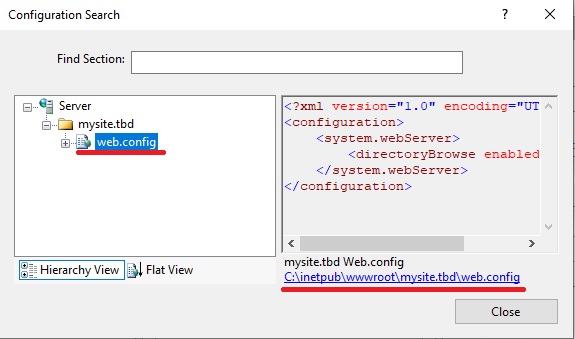 Configuration Search
?
Find Section:
Server
mysite.tbd
web.config
Hierarchy View
Flat View
<?xml version="1.0" encoding="UT
<configuration>
<system.webServer>
<directoryBrowse enabled
</system.webServer>
</configuration>
mysite.tbd Web.config
C:\inetpub\wwwroot\mysite.tbd\web.config
Close